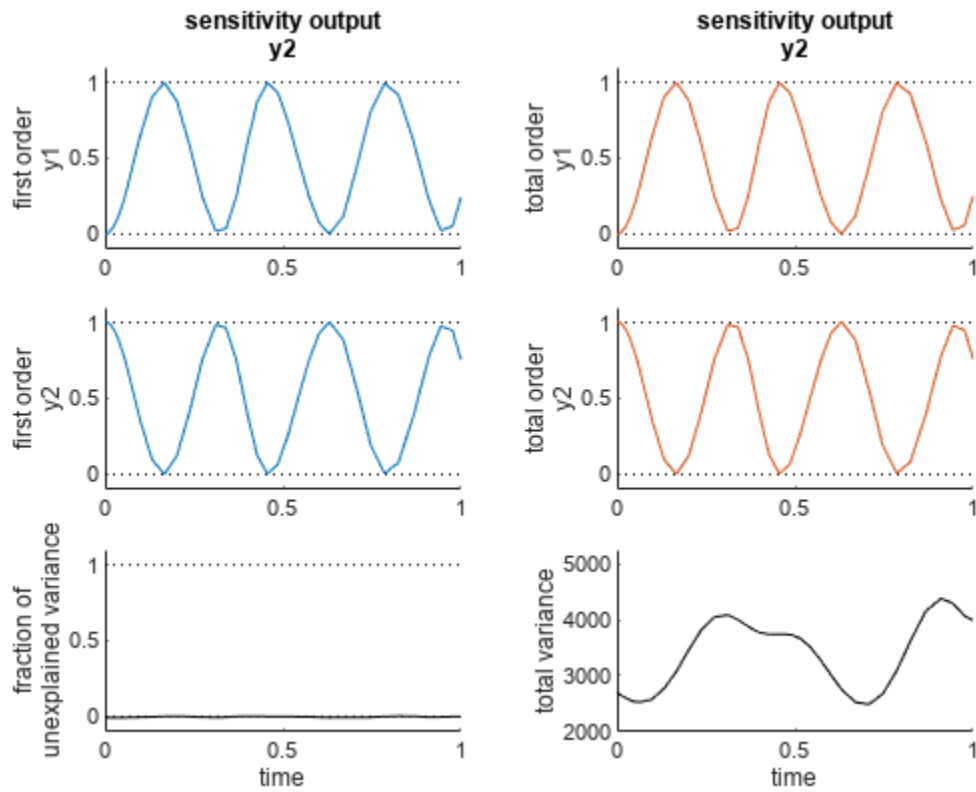 sensitivity output
y2
sensitivity output
y2
first order
y1
1
0.5
0
0
0.5
1
total order
y1
1
0.5
0
0
0.5
1
first order
y2
1
0.5
0
0
0.5
1
total order
y2
1
0.5
0
0
0.5
1
fraction of
unexplained variance
1
0.5
0
0
0.5
1
time
total variance
5000
4000
3000
2000
0
0.5
1
time